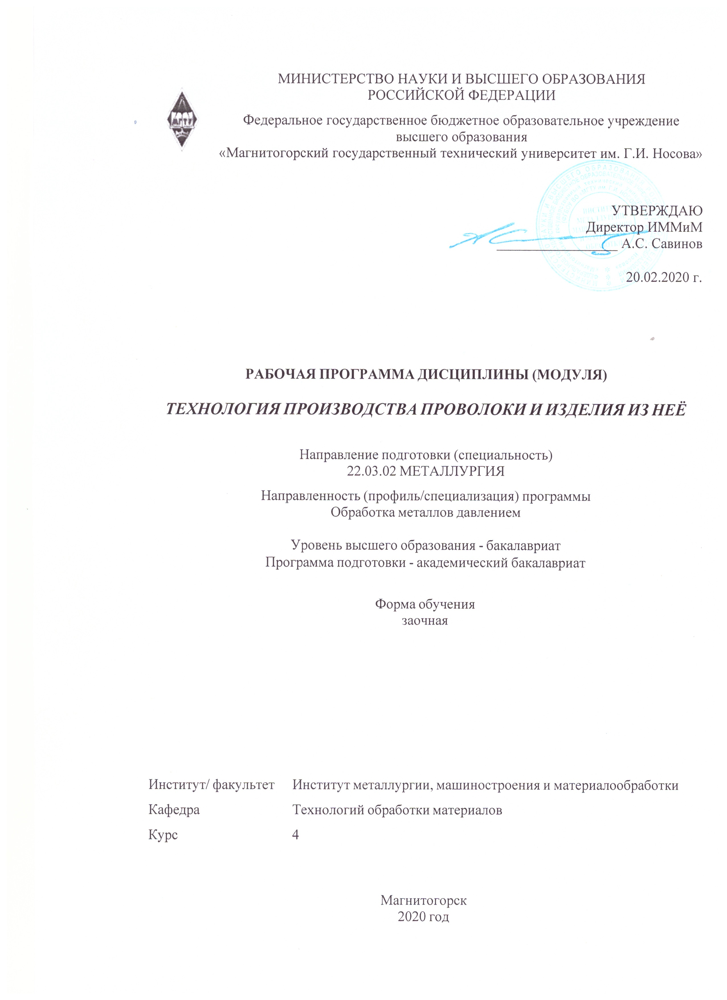 МИНИСТЕРСТВО НАУКИ И ВЫСШЕГО ОБРАЗОВАНИЯ
РОССИЙСКОЙ ФЕДЕРАЦИИ
Федеральное государственное бюджетное образовательное учреждение
высшего образования
«Магнитогорский государственный технический университет им. Г.И. Носова»
УТВЕРЖДАЮ
Директор ИММиМ
А.С. Савинов
20.02.2020 г.
РАБОЧАЯ ПРОГРАММА ДИСЦИПЛИНЫ (МОДУЛЯ)
ТЕХНОЛОГИЯ ПРОИЗВОДСТВА ПРОВОЛОКИ И ИЗДЕЛИЯ ИЗ НЕЁ
Направление подготовки (специальность)
22.03.02 МЕТАЛЛУРГИЯ
Направленность (профиль/специализация) программы
Обработка металлов давлением
Уровень высшего образования - бакалавриат
Программа подготовки - академический бакалавриат
Форма обучения
заочная
Институт/ факультет Институт металлургии, машиностроения и материалообработки
Кафедра Технологий обработки материалов
Курс 4
Магнитогорск
2020 год